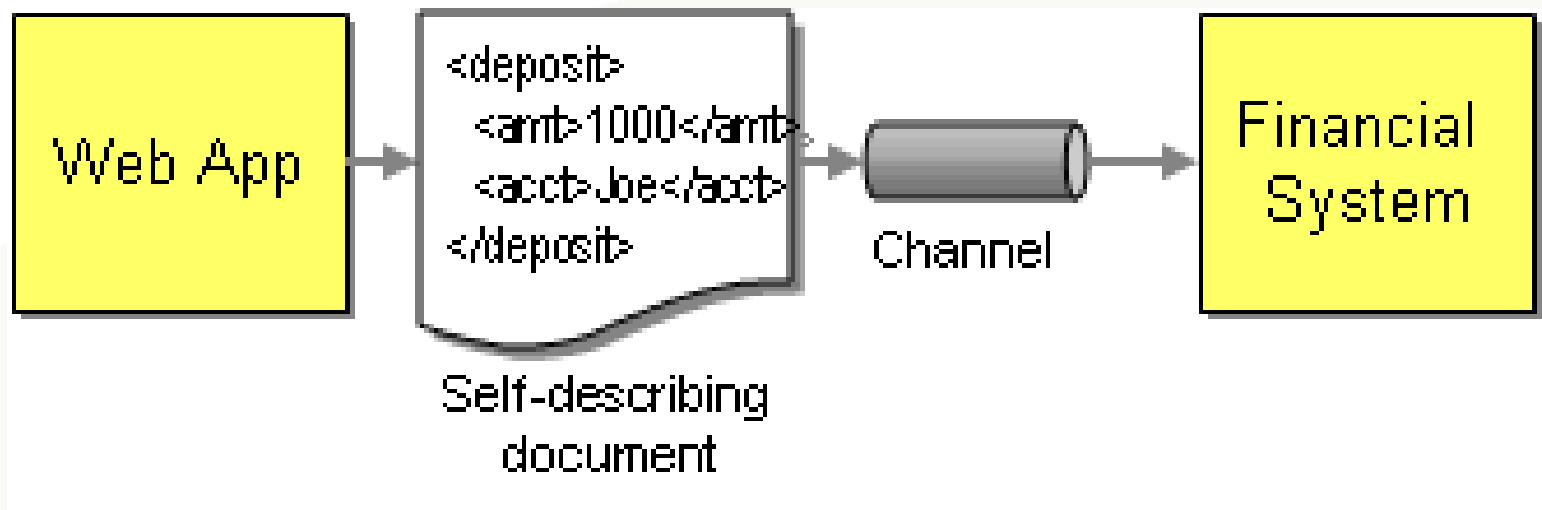 Web App
<deposit>
<amt>1000</amt>
<acct>Joe</acct>
</deposit>
Self-describing
document
Channel
Financial
System